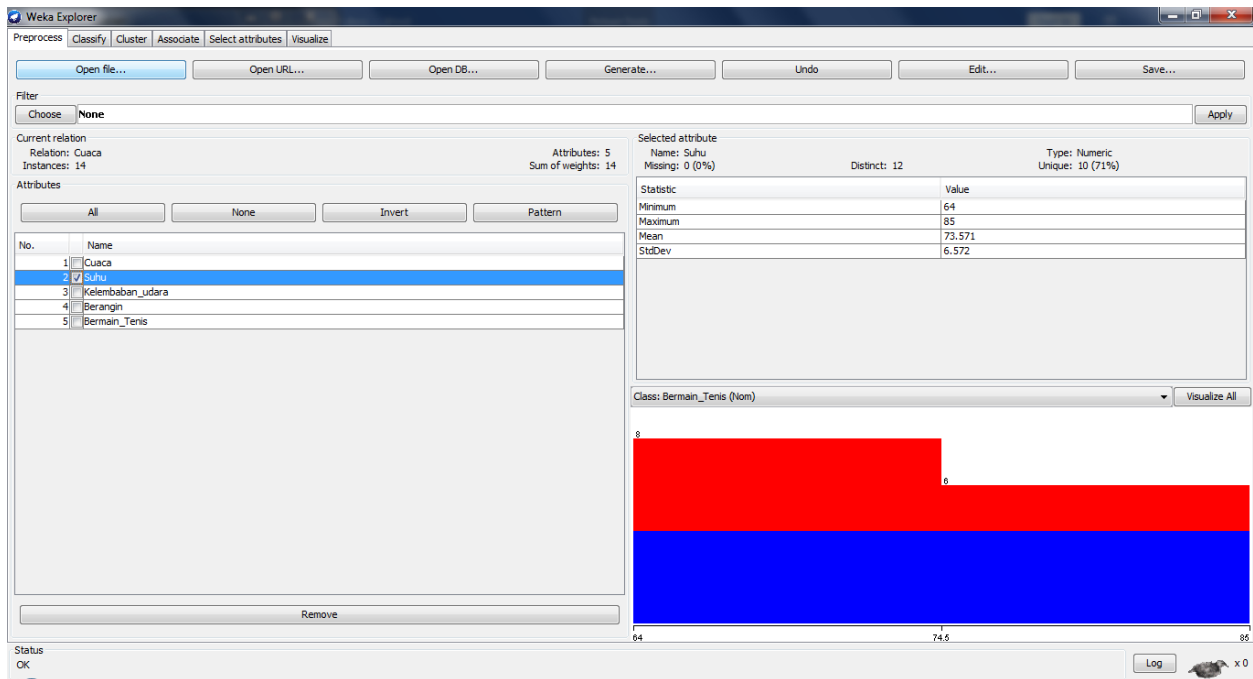 Weka Explorer
Preprocess Classify Cluster Associate Select attributes Visualize
Open file... Open URL... Open DB... Generate... Undo Edit... Save...
Filter
Choose None Apply
Current relation
Relation: Cuaca Attributes: 5
Instances: 14 Sum of weights: 14
Attributes
All None Invert Pattern
No. Name
1 Cuaca
2 Suhu
3 Kelembaban_udara
4 Berangin
5 Bermain_Tenis
Remove
Selected attribute
Name: Suhu Type: Numeric
Missing: 0 (0%) Distinct: 12 Unique: 10 (71%)
Statistic Value
Minimum 64
Maximum 85
Mean 73.571
StdDev 6.572
Class: Bermain_Tenis (Nom) Visualize All
8
6
64 74.5 85
Status
OK Log x 0